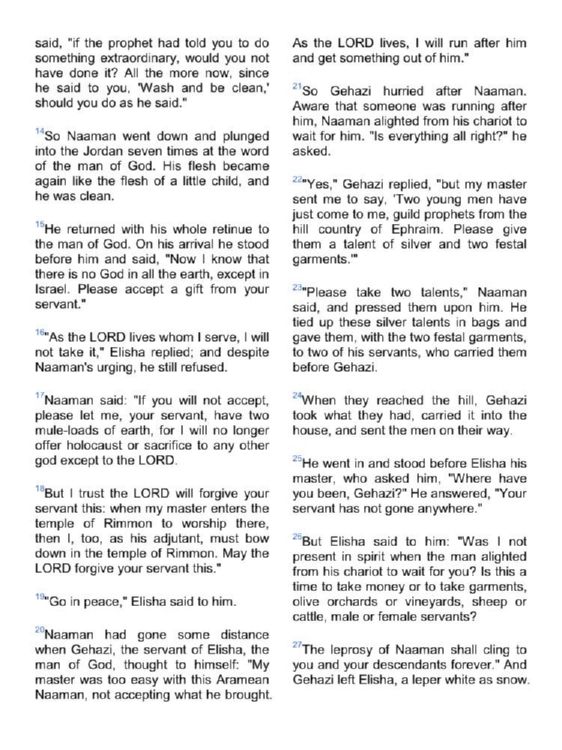 said, "if the prophet had told you to do
something extraordinary, would you not
have done it? All the more now, since
he said to you, 'Wash and be clean,'
should you do as he said."
14So Naaman went down and plunged
into the Jordan seven times at the word
of the man of God. His flesh became
again like the flesh of a little child, and
he was clean.
15He returned with his whole retinue to
the man of God. On his arrival he stood
before him and said, "Now I know that
there is no God in all the earth, except in
Israel. Please accept a gift from your
servant."
16"As the LORD lives whom I serve, I will
not take it," Elisha replied; and despite
Naaman's urging, he still refused.
17Naaman said: "If you will not accept,
please let me, your servant, have two
mule-loads of earth, for I will no longer
offer holocaust or sacrifice to any other
god except to the LORD.
18But I trust the LORD will forgive your
servant this: when my master enters the
temple of Rimmon to worship there,
then I, too, as his adjutant, must bow
down in the temple of Rimmon. May the
LORD forgive your servant this."
19"Go in peace," Elisha said to him.
20Naaman had gone some distance
when Gehazi, the servant of Elisha, the
man of God, thought to himself: "My
master was too easy with this Aramean
Naaman, not accepting what he brought.
As the LORD lives, I will run after him
and get something out of him."
21So Gehazi hurried after Naaman.
Aware that someone was running after
him, Naaman alighted from his chariot to
wait for him. "Is everything all right?" he
asked.
22"Yes," Gehazi replied, "but my master
sent me to say, 'Two young men have
just come to me, guild prophets from the
hill country of Ephraim. Please give
them a talent of silver and two festal
garments.'"
23"Please take two talents," Naaman
said, and pressed them upon him. He
tied up these silver talents in bags and
gave them, with the two festal garments,
to two of his servants, who carried them
before Gehazi.
24When they reached the hill, Gehazi
took what they had, carried it into the
house, and sent the men on their way.
25He went in and stood before Elisha his
master, who asked him, "Where have
you been, Gehazi?" He answered, "Your
servant has not gone anywhere."
26But Elisha said to him: "Was I not
present in spirit when the man alighted
from his chariot to wait for you? Is this a
time to take money or to take garments,
olive orchards or vineyards, sheep or
cattle, male or female servants?
27The leprosy of Naaman shall cling to
you and your descendants forever." And
Gehazi left Elisha, a leper white as snow.